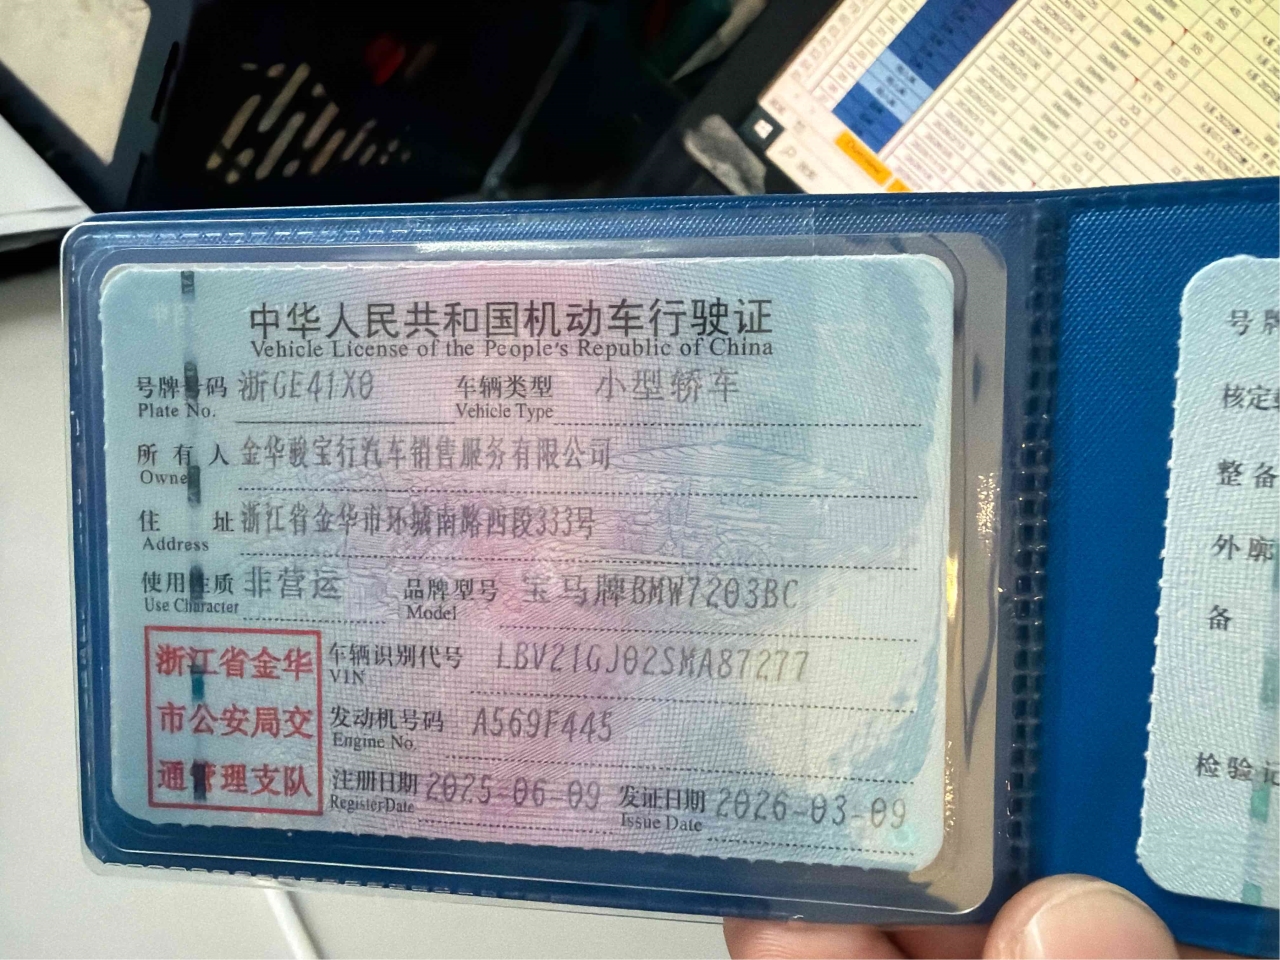 中华人民共和国机动车行驶证
Vehicle License of the People's Republic of China
号牌号码 浙GE41X0 车辆类型 小型轿车
Plate No. Vehicle Type
所有人 金华骏宝行汽车销售服务有限公司
Owne
住址 浙江省金华市环城南路西段333号
Address
使用性质 非营运 品牌型号 宝马牌BMW7203BC
Use Character Model
浙江省金华
市公安局交
通管理支队
车辆识别代号 LBV21GJ02SMA87277
VIN
发动机号码 A569F445
Engine No.
注册日期 2025-06-09 发证日期 2026-03-09
Register Date Issue Date
号牌
核定
整备
外廓
备
检验记